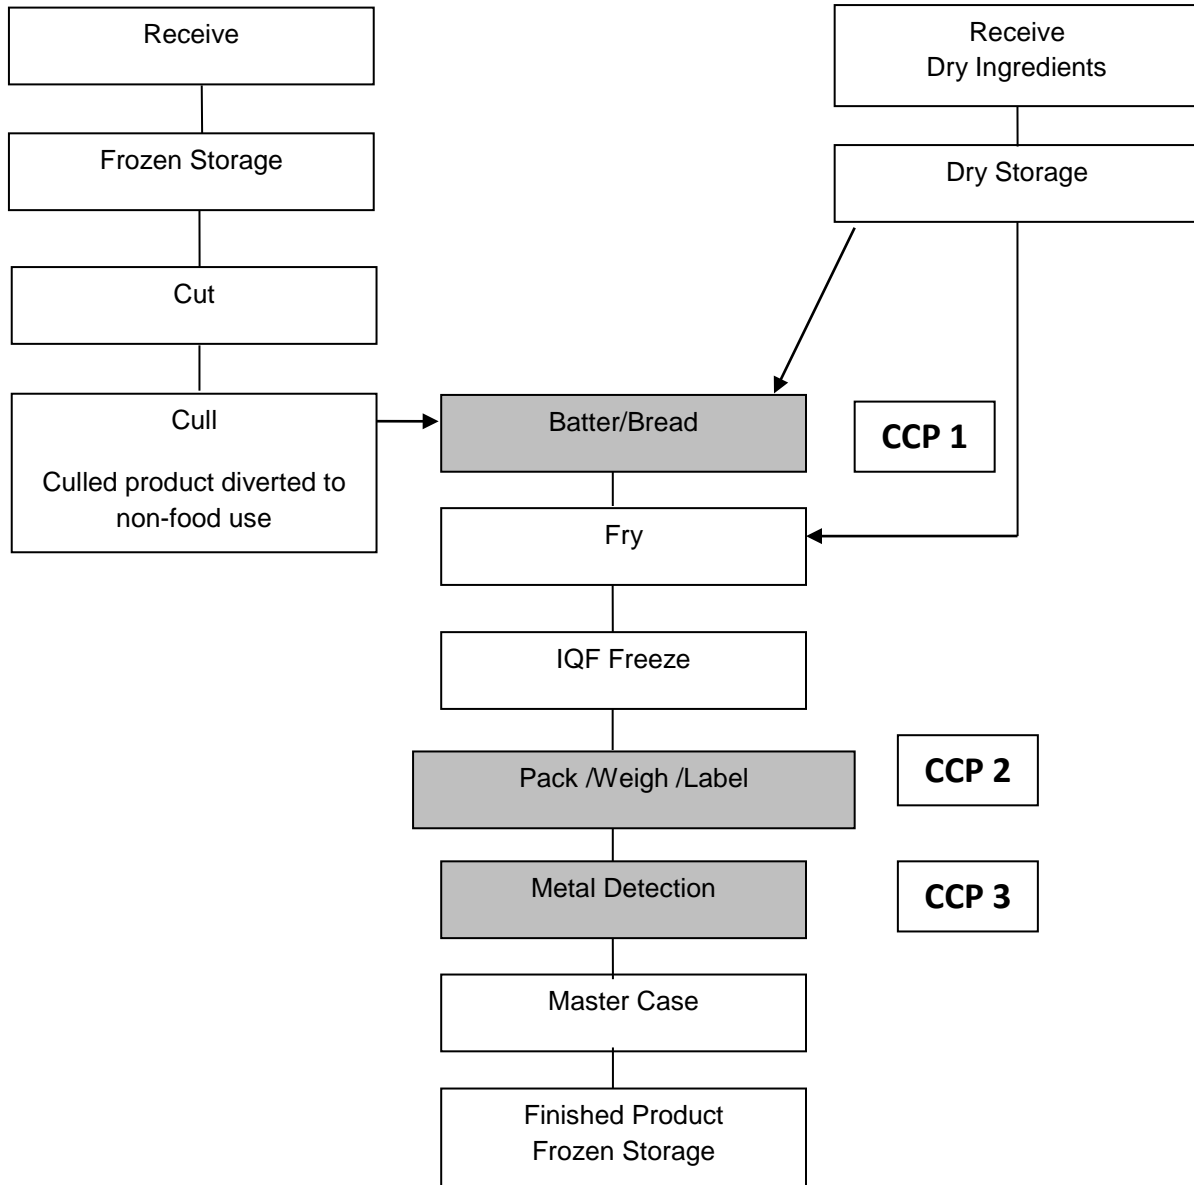 Receive
Receive
Dry Ingredients
Frozen Storage
Dry Storage
Cut
Cull
Culled product diverted to
non-food use
Batter/Bread
CCP 1
Fry
IQF Freeze
Pack /Weigh /Label
CCP 2
Metal Detection
CCP 3
Master Case
Finished Product
Frozen Storage